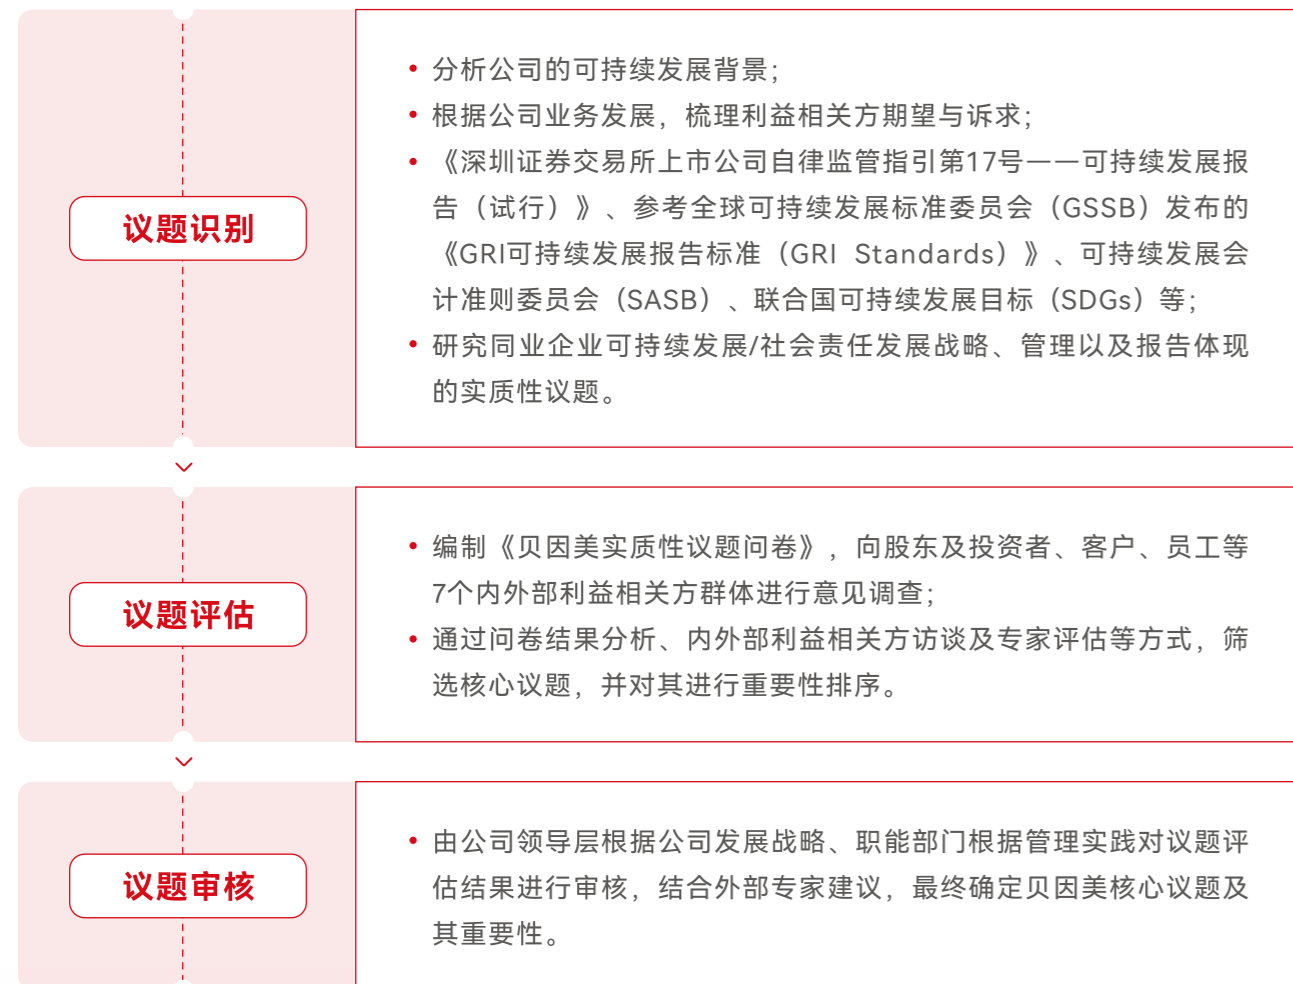 议题识别
• 分析公司的可持续发展背景；
• 根据公司业务发展，梳理利益相关方期望与诉求；
• 《深圳证券交易所上市公司自律监管指引第17号——可持续发展报
告（试行）》、参考全球可持续发展标准委员会（GSSB）发布的
《GRI可持续发展报告标准（GRI Standards）》、可持续发展会
计准则委员会（SASB）、联合国可持续发展目标（SDGs）等；
• 研究同业企业可持续发展/社会责任发展战略、管理以及报告体现
的实质性议题。
议题评估
• 编制《贝因美实质性议题问卷》，向股东及投资者、客户、员工等
7个内外部利益相关方群体进行意见调查；
• 通过问卷结果分析、内外部利益相关方访谈及专家评估等方式，筛
选核心议题，并对其进行重要性排序。
议题审核
• 由公司领导层根据公司发展战略、职能部门根据管理实践对议题评
估结果进行审核，结合外部专家建议，最终确定贝因美核心议题及
其重要性。